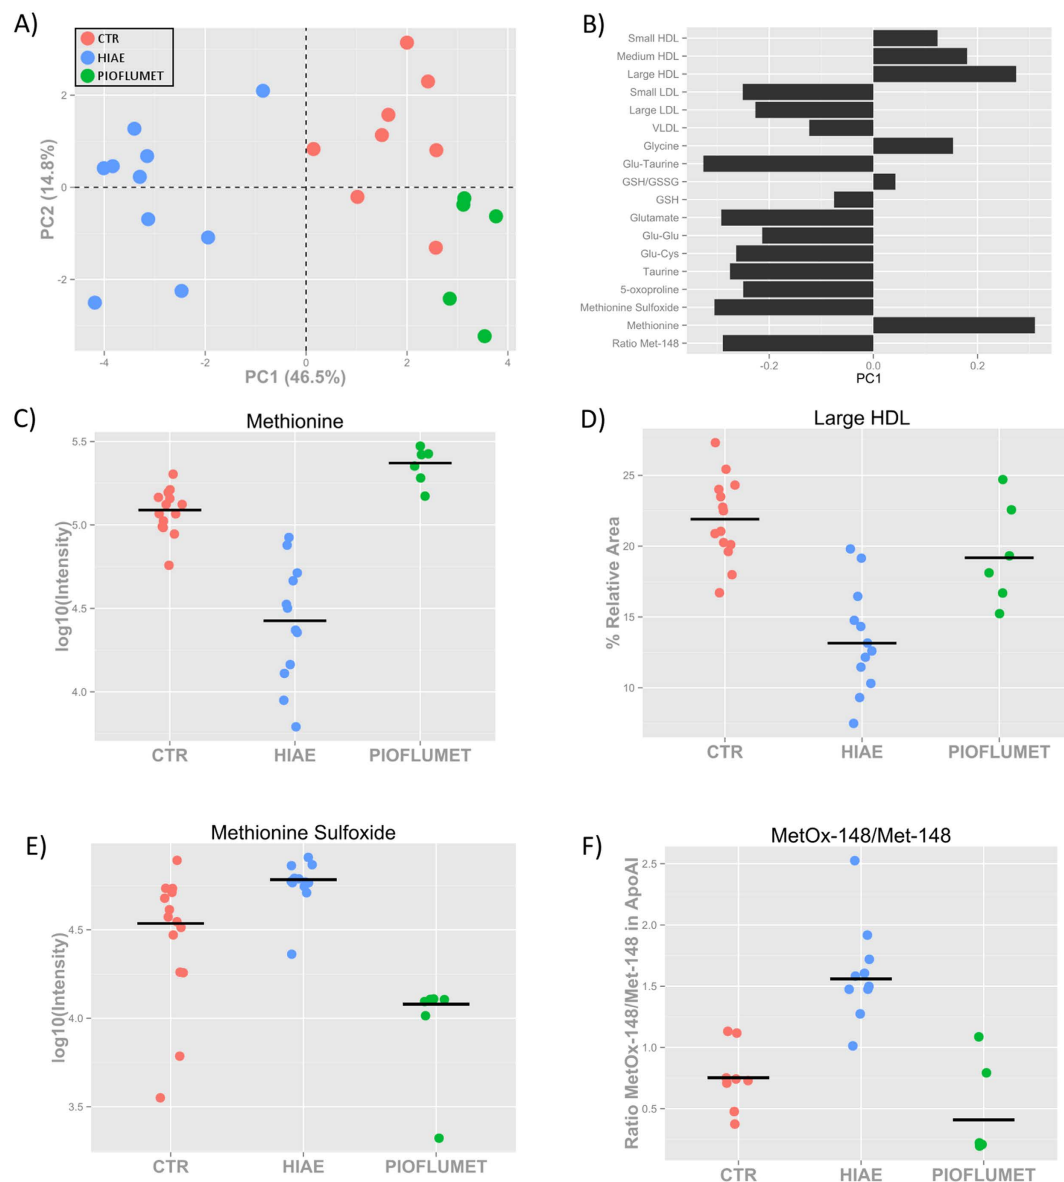 A)
CTR
HIAE
PIOFLUMET
PC2 (14.8%)
2
0
-2
-4
-2
0
2
4
PC1 (46.5%)
B)
Small HDL
Medium HDL
Large HDL
Small LDL
Large LDL
VLDL
Glycine
Glu-Taurine
GSH/GSSG
GSH
Glutamate
Glu-Glu
Glu-Cys
Taurine
5-oxoproline
Methionine Sulfoxide
Methionine
Ratio Met-148
-0.2
0.0
0.2
PC1
C)
Methionine
log10(Intensity)
5.5
5.0
4.5
4.0
CTR
HIAE
PIOFLUMET
D)
Large HDL
% Relative Area
25
20
15
10
CTR
HIAE
PIOFLUMET
E)
Methionine Sulfoxide
log10(Intensity)
4.5
4.0
3.5
CTR
HIAE
PIOFLUMET
F)
MetOx-148/Met-148
Ratio MetOx-148/Met-148 in ApoAI
2.5
2.0
1.5
1.0
0.5
CTR
HIAE
PIOFLUMET